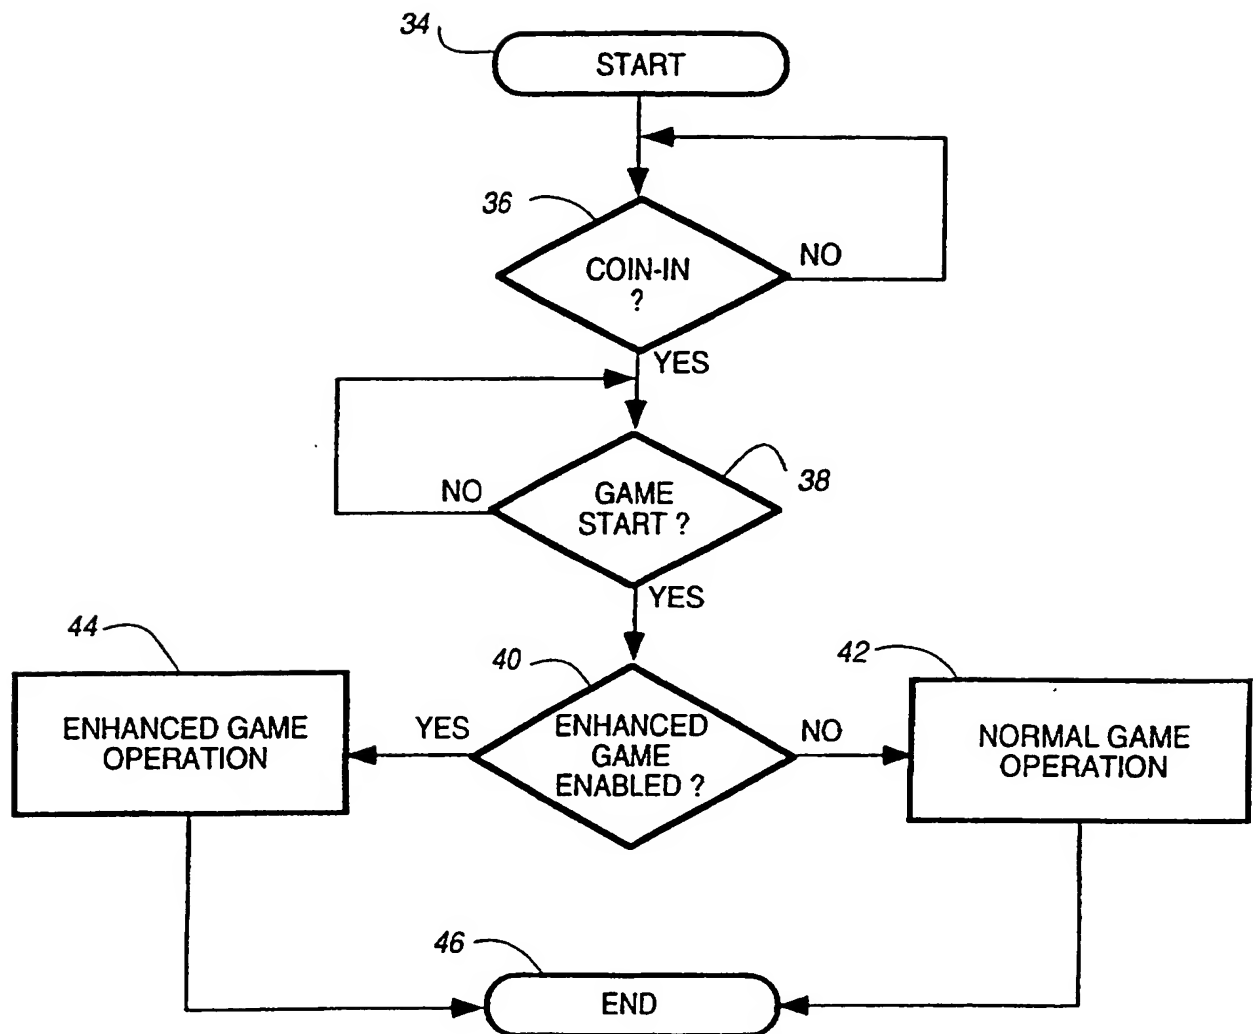 34
START
36
COIN-IN
?
NO
YES
NO
GAME
START ?
38
YES
44
40
42
ENHANCED GAME
OPERATION
YES
ENHANCED
GAME
ENABLED ?
NO
NORMAL GAME
OPERATION
46
END